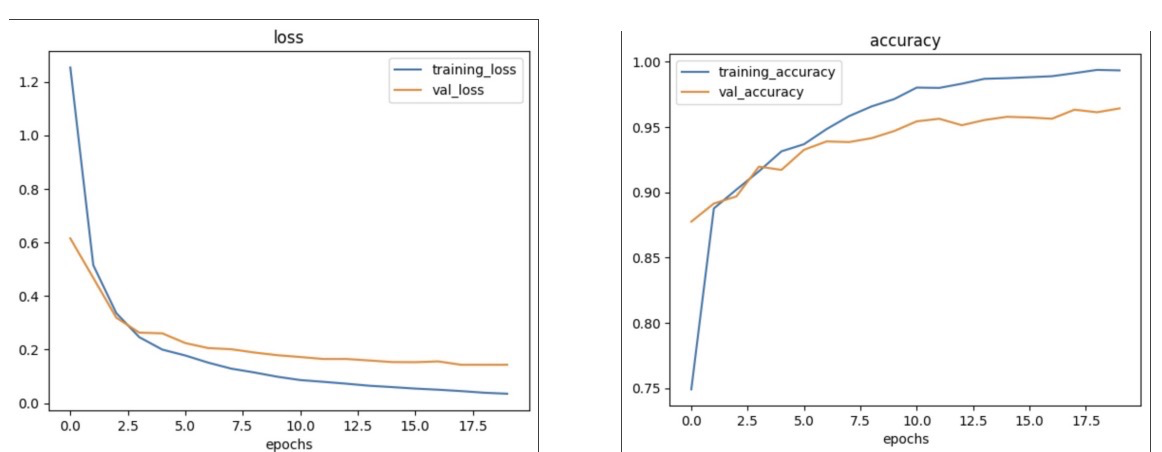 loss
training_loss
val_loss
1.2
1.0
0.8
0.6
0.4
0.2
0.0
0.0 2.5 5.0 7.5 10.0 12.5 15.0 17.5
epochs
accuracy
training_accuracy
val_accuracy
1.00
0.95
0.90
0.85
0.80
0.75
0.0 2.5 5.0 7.5 10.0 12.5 15.0 17.5
epochs